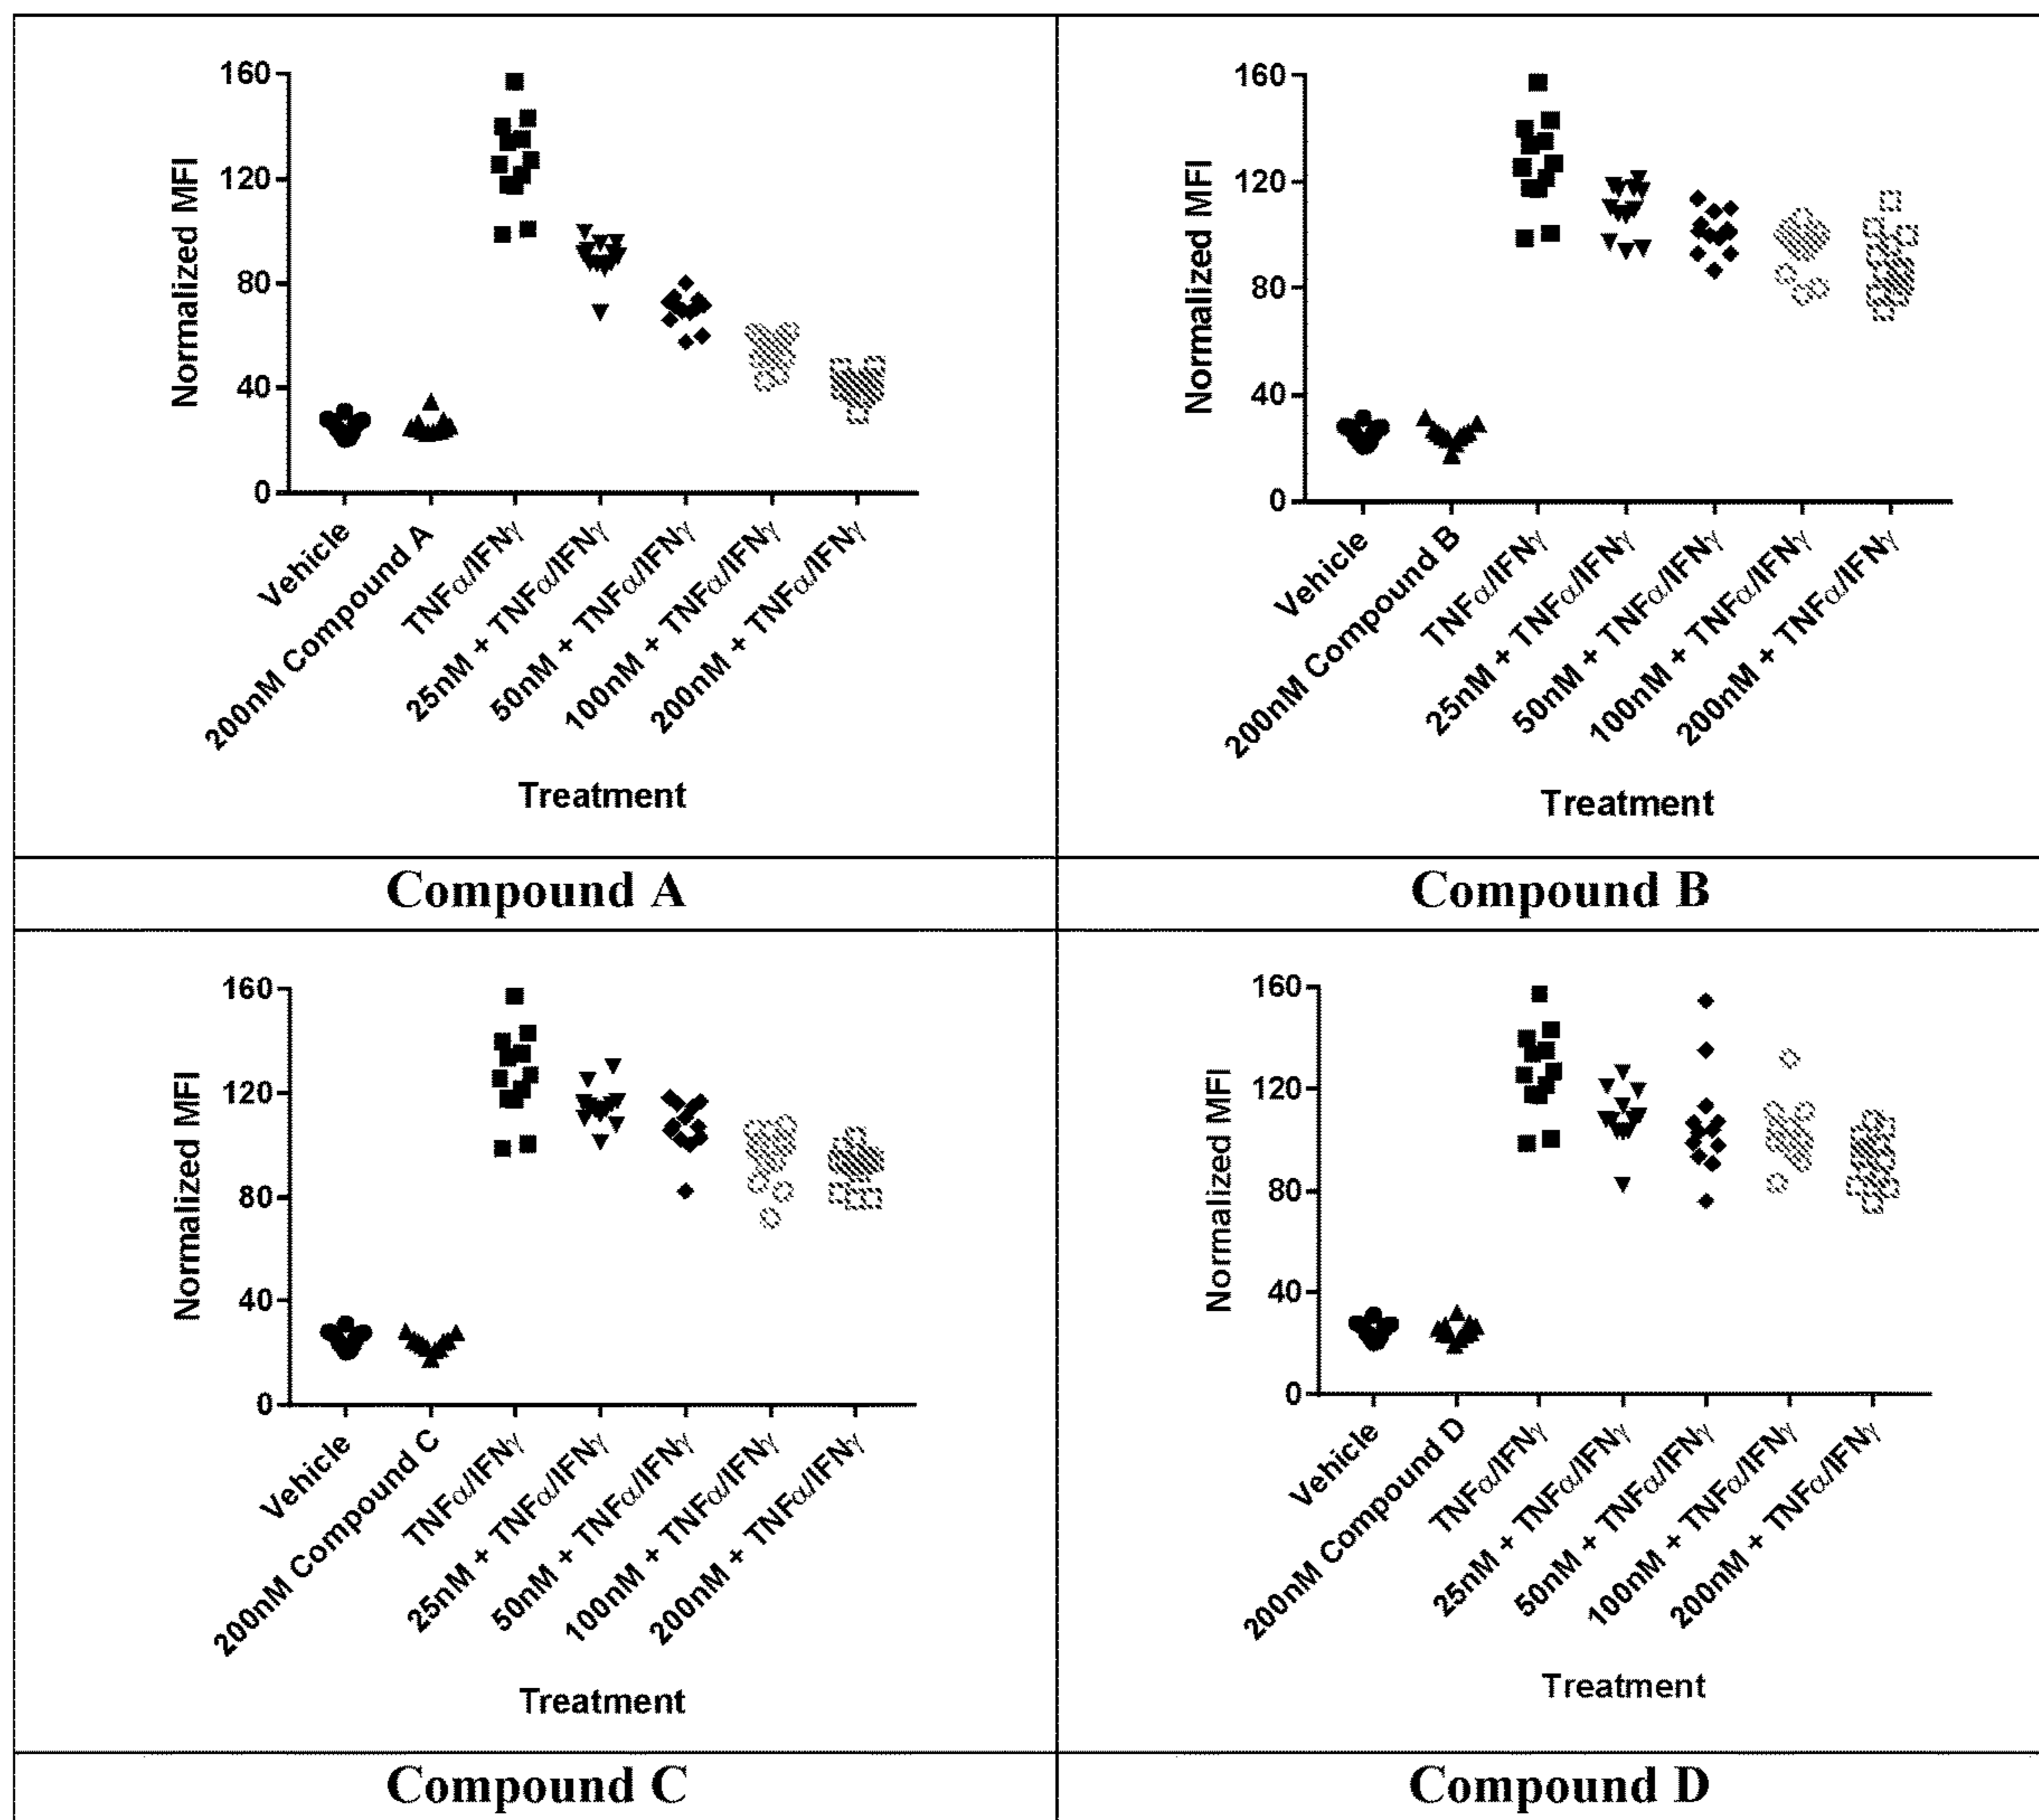 160
120
80
40
0
Normalized MFI
Vehicle
200nM Compound A
TNFα/IFNγ
25nM + TNFα/IFNγ
50nM + TNFα/IFNγ
100nM + TNFα/IFNγ
200nM + TNFα/IFNγ
Treatment
160
120
80
40
0
Normalized MFI
Vehicle
200nM Compound B
TNFα/IFNγ
25nM + TNFα/IFNγ
50nM + TNFα/IFNγ
100nM + TNFα/IFNγ
200nM + TNFα/IFNγ
Treatment
Compound A
Compound B
160
120
80
40
0
Normalized MFI
Vehicle
200nM Compound C
TNFα/IFNγ
25nM + TNFα/IFNγ
50nM + TNFα/IFNγ
100nM + TNFα/IFNγ
200nM + TNFα/IFNγ
Treatment
160
120
80
40
0
Normalized MFI
Vehicle
200nM Compound D
TNFα/IFNγ
25nM + TNFα/IFNγ
50nM + TNFα/IFNγ
100nM + TNFα/IFNγ
200nM + TNFα/IFNγ
Treatment
Compound C
Compound D